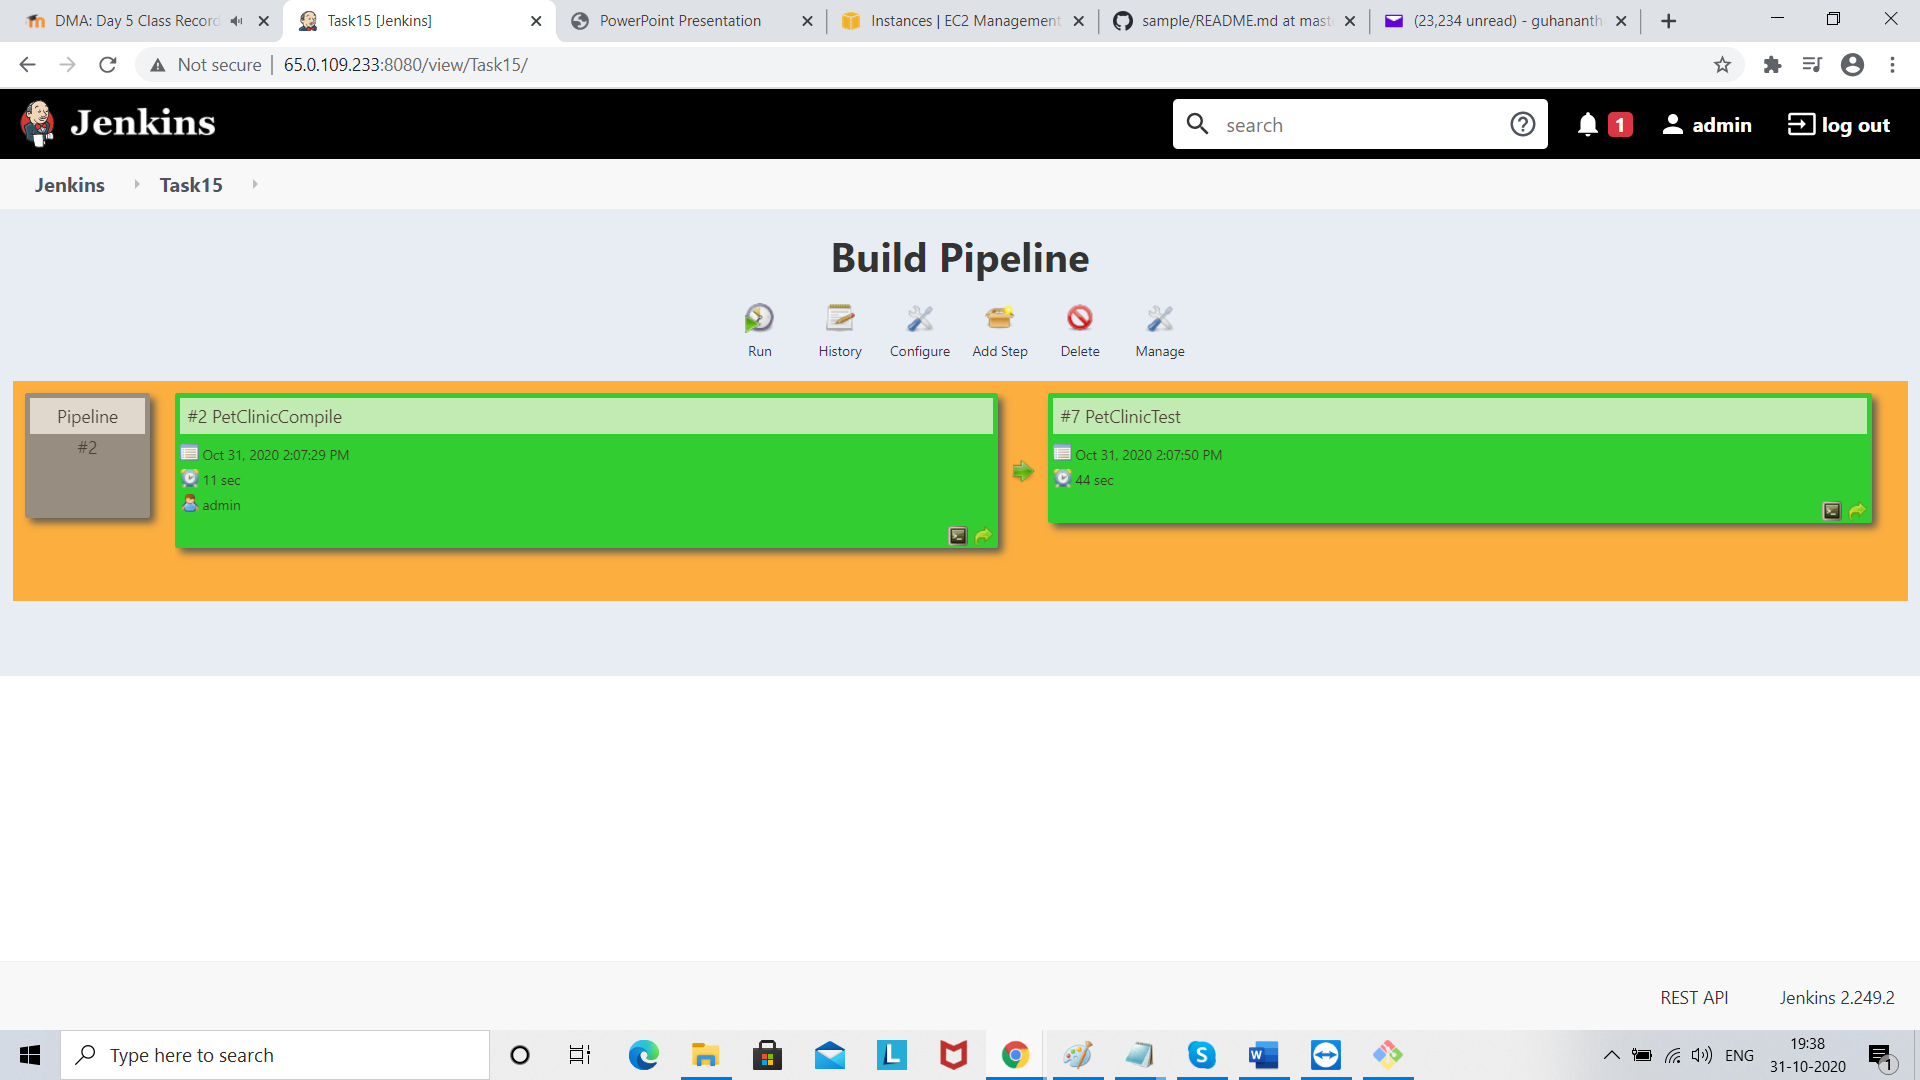 DMA: Day 5 Class Record
Task15 [Jenkins]
PowerPoint Presentation
Instances | EC2 Management
sample/README.md at mast
(23,234 unread) - guhananth
Not secure
65.0.109.233:8080/view/Task15/
Jenkins
search
1
admin
log out
Jenkins
Task15
Build Pipeline
Run
History
Configure
Add Step
Delete
Manage
Pipeline
#2
#2 PetClinicCompile
Oct 31, 2020 2:07:29 PM
11 sec
admin
#7 PetClinicTest
Oct 31, 2020 2:07:50 PM
44 sec
REST API
Jenkins 2.249.2
Type here to search
L
W
ENG
19:38
31-10-2020
1